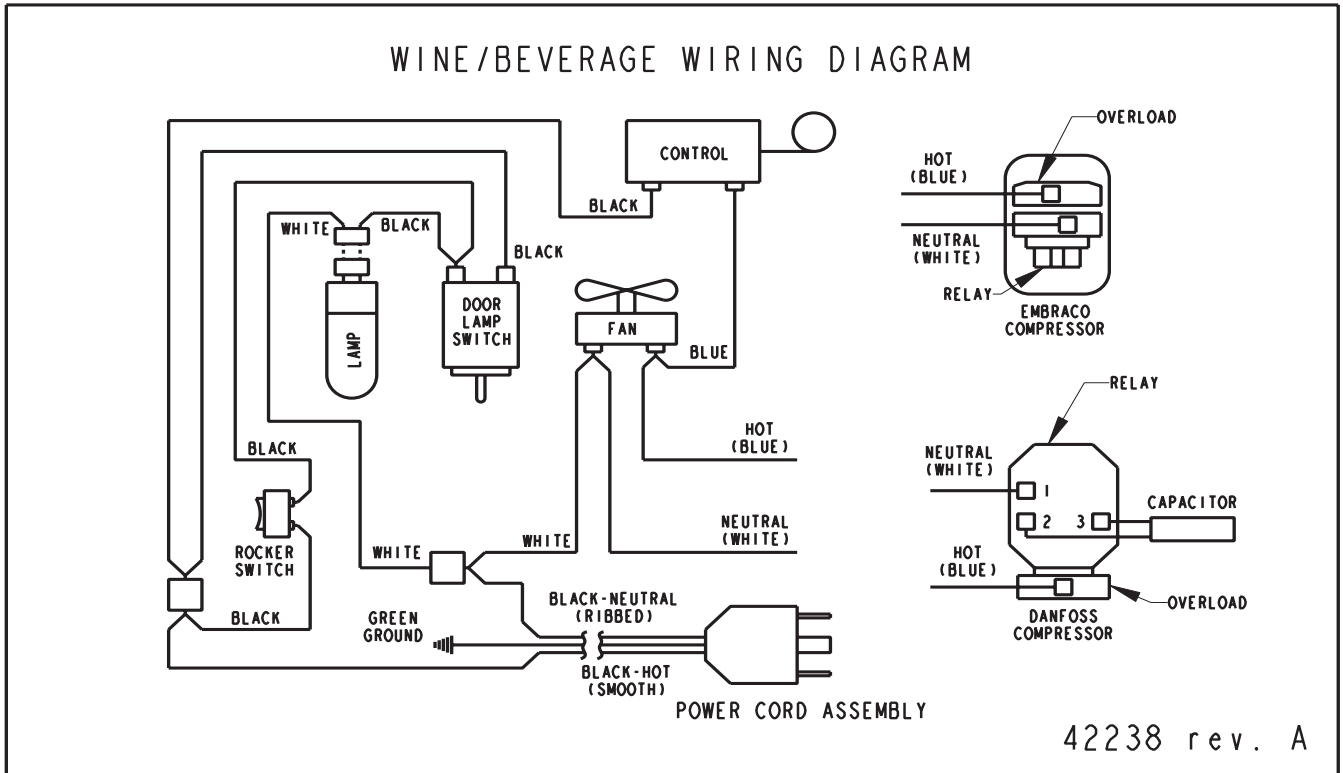 WINE/BEVERAGE WIRING DIAGRAM
CONTROL
BLACK
WHITE
BLACK
BLACK
DOOR
LAMP
SWITCH
LAMP
FAN
BLUE
HOT
(BLUE)
NEUTRAL
(WHITE)
BLACK
ROCKER
SWITCH
BLACK
WHITE
WHITE
GREEN
GROUND
BLACK-NEUTRAL
(RIBBED)
BLACK-HOT
(SMOOTH)
POWER CORD ASSEMBLY
OVERLOAD
HOT
(BLUE)
NEUTRAL
(WHITE)
RELAY
EMBRACO
COMPRESSOR
RELAY
NEUTRAL
(WHITE)
1
2
3
CAPACITOR
HOT
(BLUE)
OVERLOAD
DANFOSS
COMPRESSOR
42238 rev. A